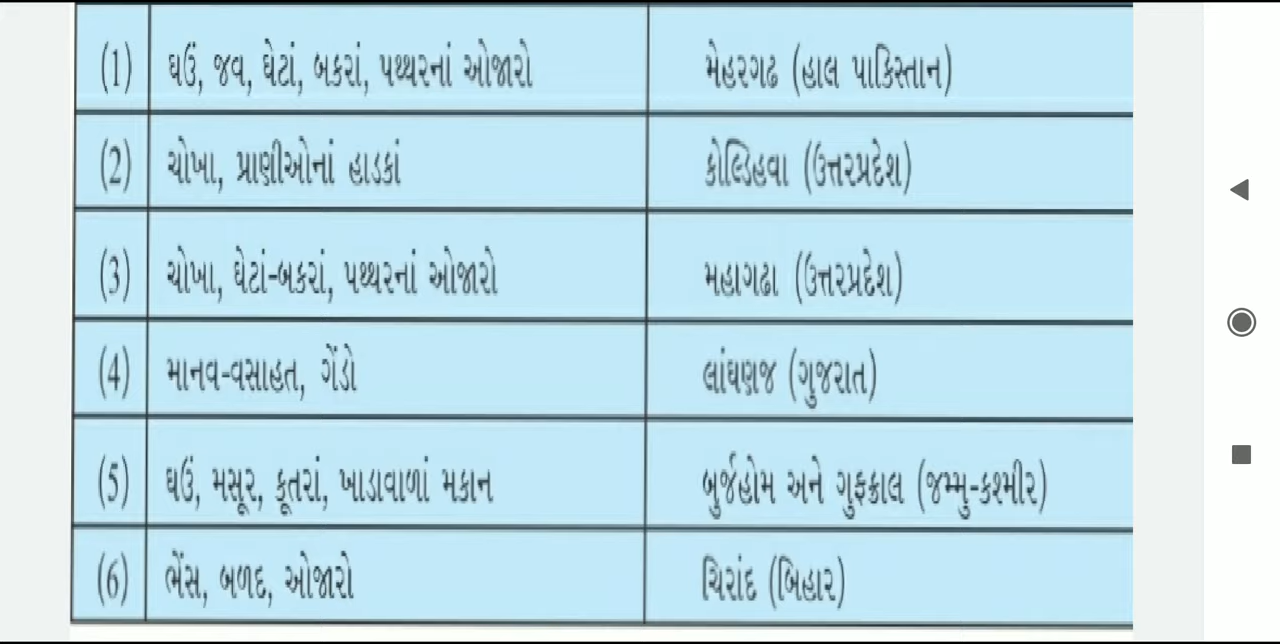 (1) ઘઉં, જવ, ઘેટાં, બકરાં, પથ્થરનાં ઓજારો મેહરગઢ (હાલ પાકિસ્તાન)
(2) ચોખા, પ્રાણીઓનાં હાડકાં કોલ્ડિહવા (ઉત્તરપ્રદેશ)
(3) ચોખા, ઘેટાં-બકરાં, પથ્થરનાં ઓજારો મહાગઢા (ઉત્તરપ્રદેશ)
(4) માનવ-વસાહત, ગેંડો લાંઘણજ (ગુજરાત)
(5) ઘઉં, મસૂર, કૂતરાં, ખાડાવાળાં મકાન બુર્જહોમ અને ગુફક્રાલ (જમ્મુ-કશ્મીર)
(6) ભેંસ, બળદ, ઓજારો ચિરાંદ (બિહાર)